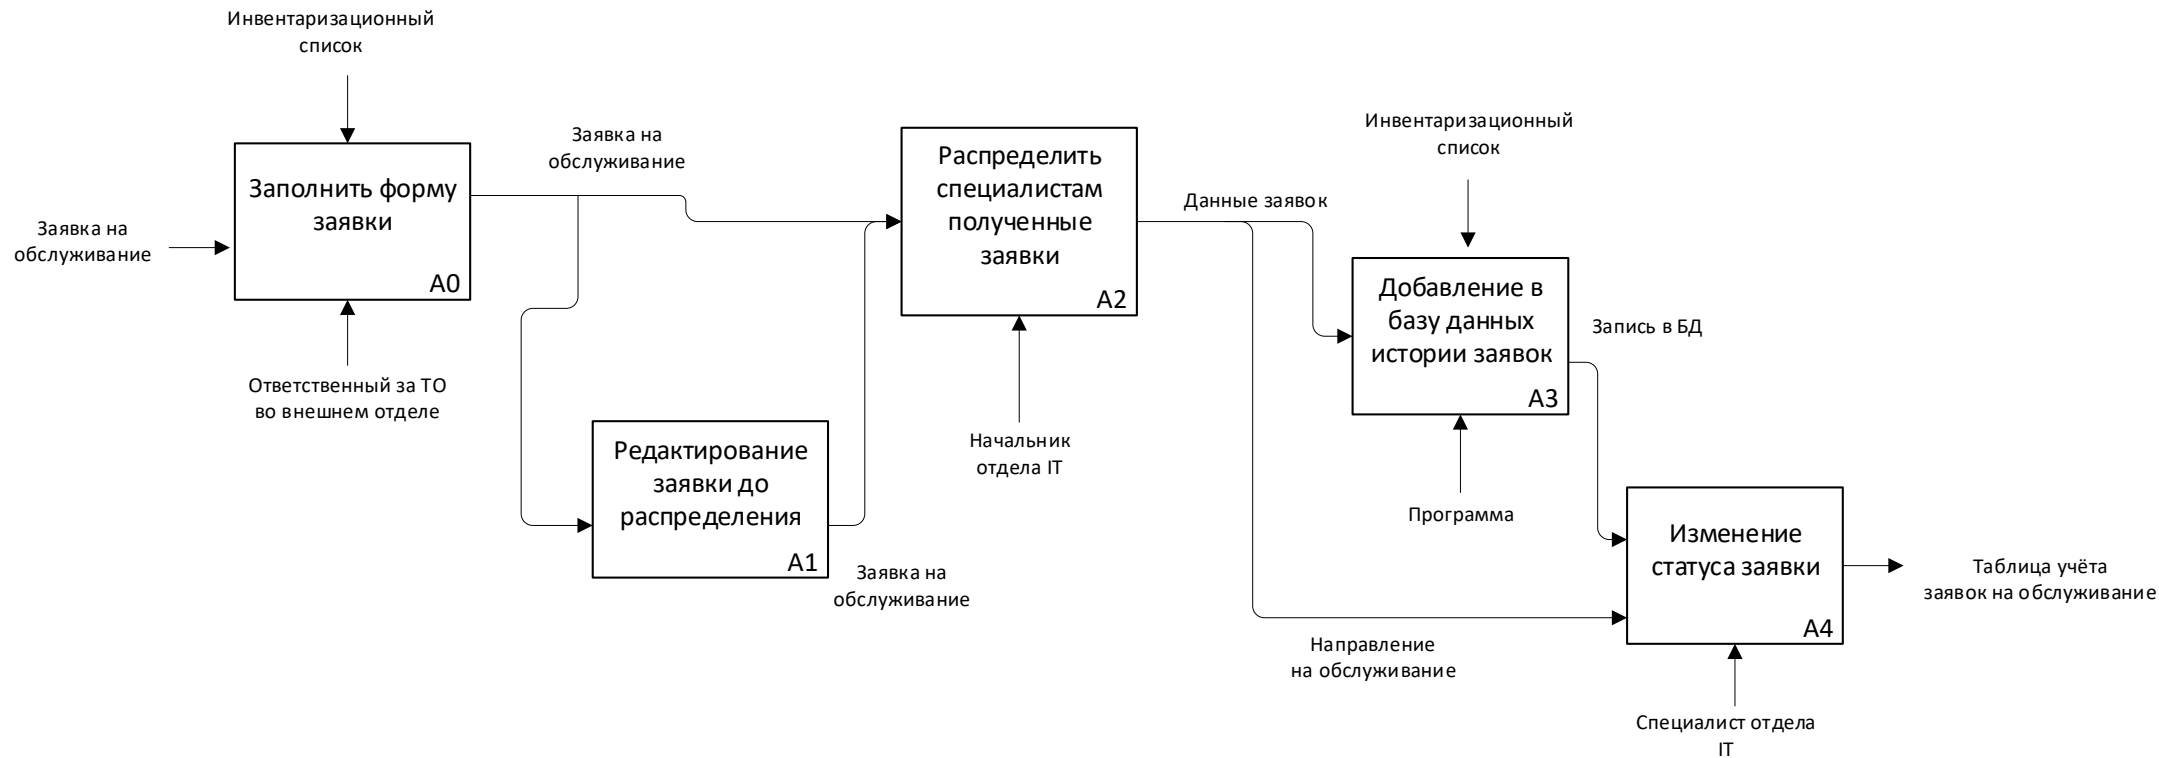 Инвентаризационный
список
Заявка на
обслуживание
Заполнить форму
заявки
A0
Ответственный за ТО
во внешнем отделе
Заявка на
обслуживание
Редактирование
заявки до
распределения
A1
Заявка на
обслуживание
Распределить
специалистам
полученные
заявки
A2
Начальник
отдела IT
Данные заявок
Инвентаризационный
список
Добавление в
базу данных
истории заявок
A3
Программа
Запись в БД
Направление
на обслуживание
Изменение
статуса заявки
A4
Специалист отдела
IT
Таблица учёта
заявок на обслуживание